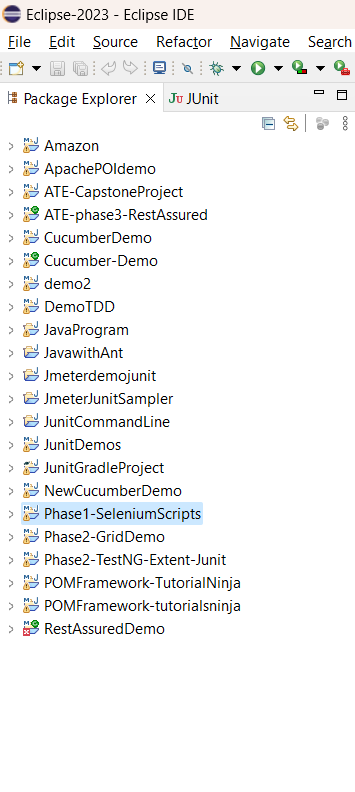 Eclipse-2023 - Eclipse IDE
File Edit Source Refactor Navigate Search
Package Explorer JUnit
Amazon
ApachePOIdemo
ATE-CapstoneProject
ATE-phase3-RestAssured
CucumberDemo
Cucumber-Demo
demo2
DemoTDD
JavaProgram
JavawithAnt
Jmeterdemojunit
JmeterJunitSampler
JunitCommandLine
JunitDemos
JunitGradleProject
NewCucumberDemo
Phase1-SeleniumScripts
Phase2-GridDemo
Phase2-TestNG-Extent-Junit
POMFramework-TutorialNinja
POMFramework-tutorialsninja
RestAssuredDemo